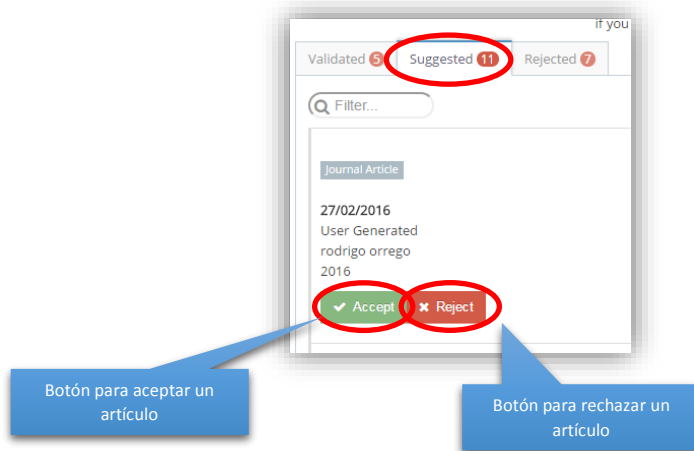 if you
Validated 5 Suggested 11 Rejected 7
Filter...
Journal Article
27/02/2016
User Generated
rodrigo orrego
2016
Accept Reject
Botón para aceptar un
artículo
Botón para rechazar un
artículo